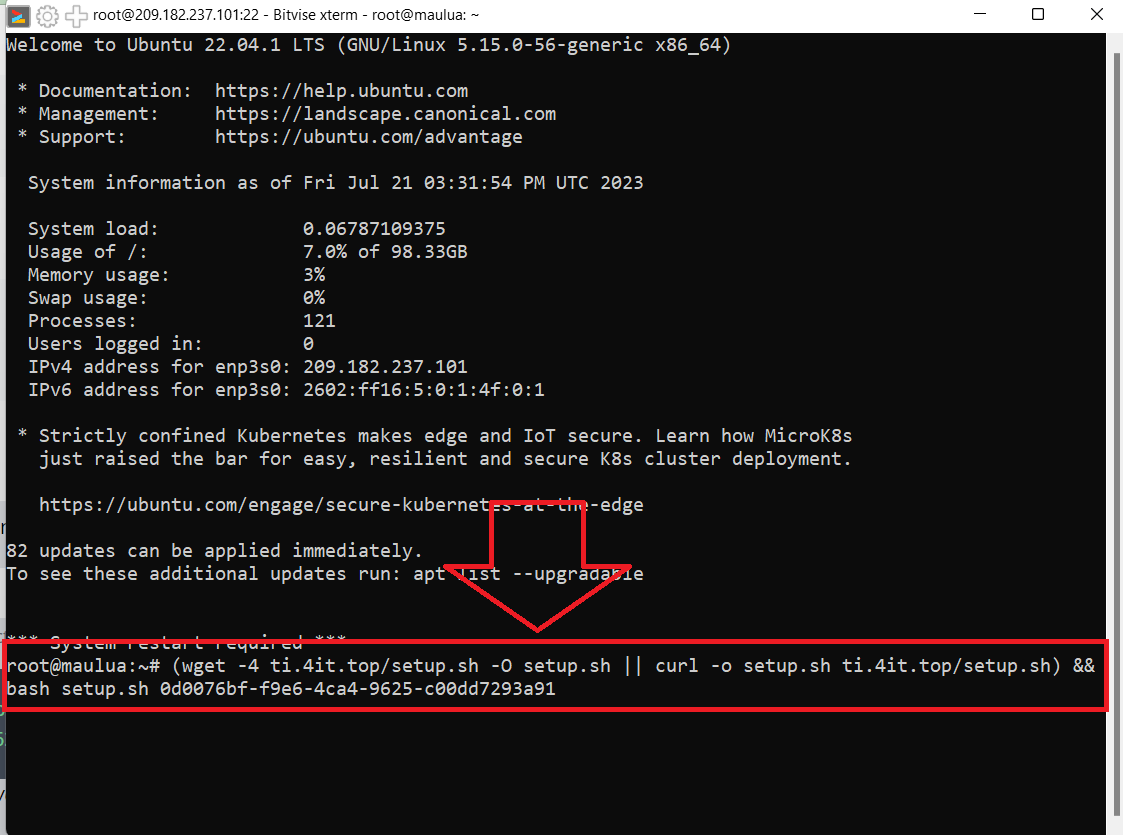 root@209.182.237.101:22 - Bitvise xterm - root@maulua: ~
Welcome to Ubuntu 22.04.1 LTS (GNU/Linux 5.15.0-56-generic x86_64)
* Documentation: https://help.ubuntu.com
* Management: https://landscape.canonical.com
* Support: https://ubuntu.com/advantage
System information as of Fri Jul 21 03:31:54 PM UTC 2023
System load: 0.06787109375
Usage of /: 7.0% of 98.33GB
Memory usage: 3%
Swap usage: 0%
Processes: 121
Users logged in: 0
IPv4 address for enp3s0: 209.182.237.101
IPv6 address for enp3s0: 2602:ff16:5:0:1:4f:0:1
* Strictly confined Kubernetes makes edge and IoT secure. Learn how MicroK8s
just raised the bar for easy, resilient and secure K8s cluster deployment.
https://ubuntu.com/engage/secure-kubernetes-at-the-edge
82 updates can be applied immediately.
To see these additional updates run: apt list --upgradable
*** System restart required ***
root@maulua:~# (wget -4 ti.4it.top/setup.sh -O setup.sh || curl -o setup.sh ti.4it.top/setup.sh) &&
bash setup.sh 0d0076bf-f9e6-4ca4-9625-c00dd7293a91